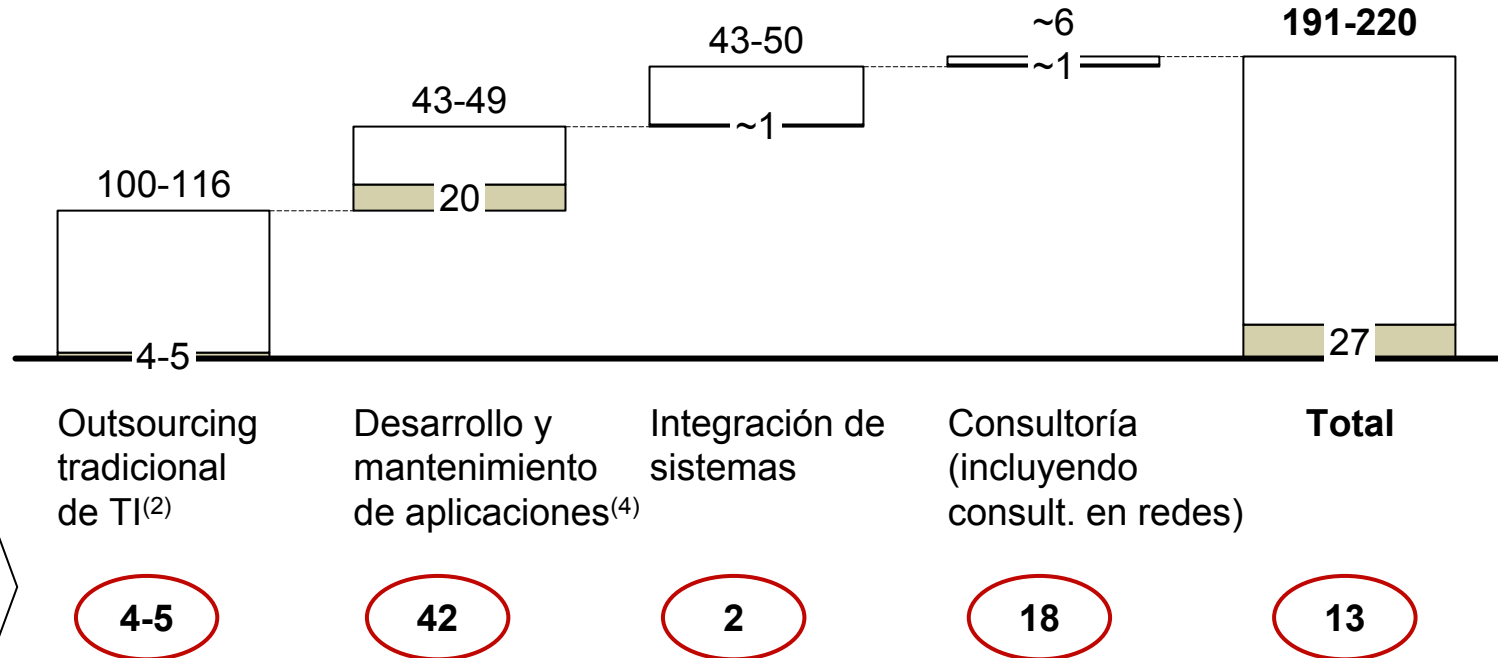 ~6
191-220
43-50
~1
43-49
~1
100-116
20
27
4-5
Outsourcing
tradicional
de TI(2)
Desarrollo y
mantenimiento
de aplicaciones(4)
Integración de
sistemas
Consultoría
(incluyendo
consult. en redes)
Total
4-5
42
2
18
13